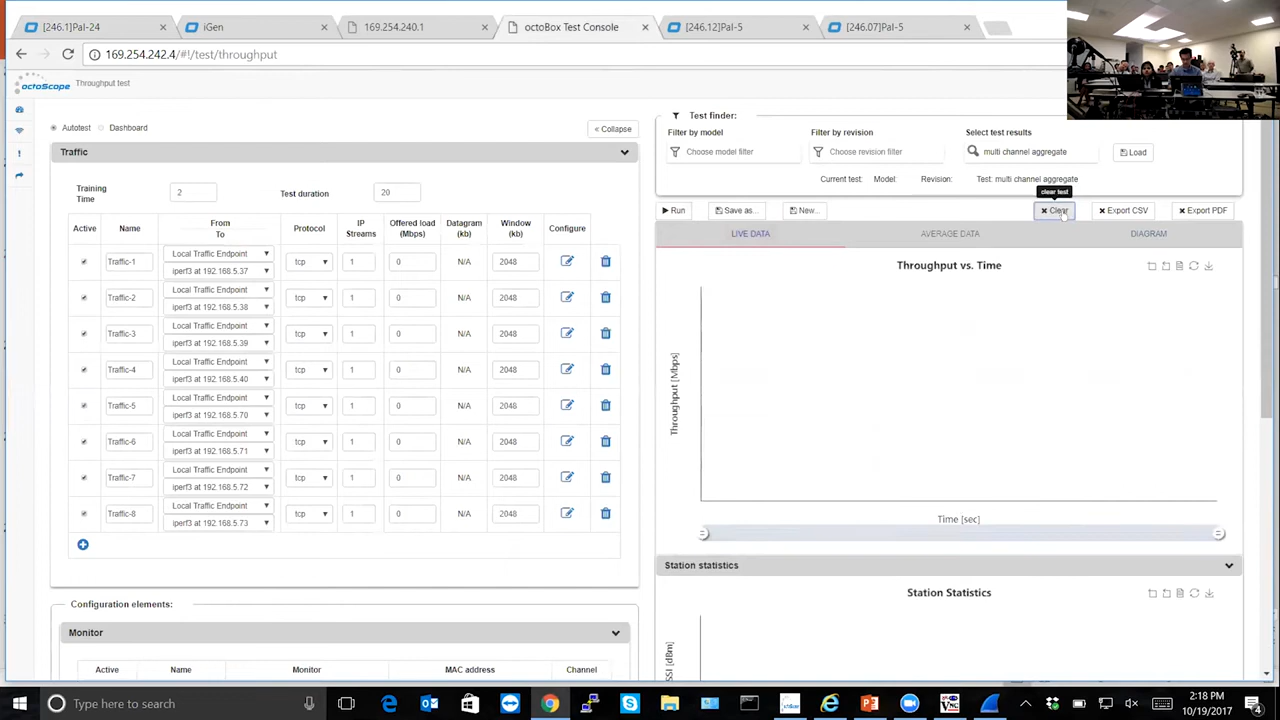 [246.1]Pal-24
iGen
169.254.240.1
octoBox Test Console
[246.12]Pal-5
[246.07]Pal-5
169.254.242.4/#!/test/throughput
octoScope
Throughput test
Autotest
Dashboard
« Collapse
Traffic
Training Time
2
Test duration
20
Active
Name
From
To
Protocol
IP Streams
Offered load (Mbps)
Datagram (kb)
Window (kb)
Configure
Traffic-1
Local Traffic Endpoint
iperf3 at 192.168.5.37
tcp
1
0
N/A
2048
Traffic-2
Local Traffic Endpoint
iperf3 at 192.168.5.38
tcp
1
0
N/A
2048
Traffic-3
Local Traffic Endpoint
iperf3 at 192.168.5.39
tcp
1
0
N/A
2048
Traffic-4
Local Traffic Endpoint
iperf3 at 192.168.5.40
tcp
1
0
N/A
2048
Traffic-5
Local Traffic Endpoint
iperf3 at 192.168.5.70
tcp
1
0
N/A
2048
Traffic-6
Local Traffic Endpoint
iperf3 at 192.168.5.71
tcp
1
0
N/A
2048
Traffic-7
Local Traffic Endpoint
iperf3 at 192.168.5.72
tcp
1
0
N/A
2048
Traffic-8
Local Traffic Endpoint
iperf3 at 192.168.5.73
tcp
1
0
N/A
2048
Configuration elements:
Monitor
Active
Name
Monitor
MAC address
Channel
Test finder:
Filter by model
Filter by revision
Select test results
Choose model filter
Choose revision filter
multi channel aggregate
Load
Current test:
Model:
Revision:
Test: multi channel aggregate
clear test
Run
Save as...
New...
Clear
Export CSV
Export PDF
LIVE DATA
AVERAGE DATA
DIAGRAM
Throughput vs. Time
Throughput [Mbps]
Time [sec]
Station statistics
Station Statistics
SSI [dBm]
Type here to search
2:18 PM
10/19/2017
4